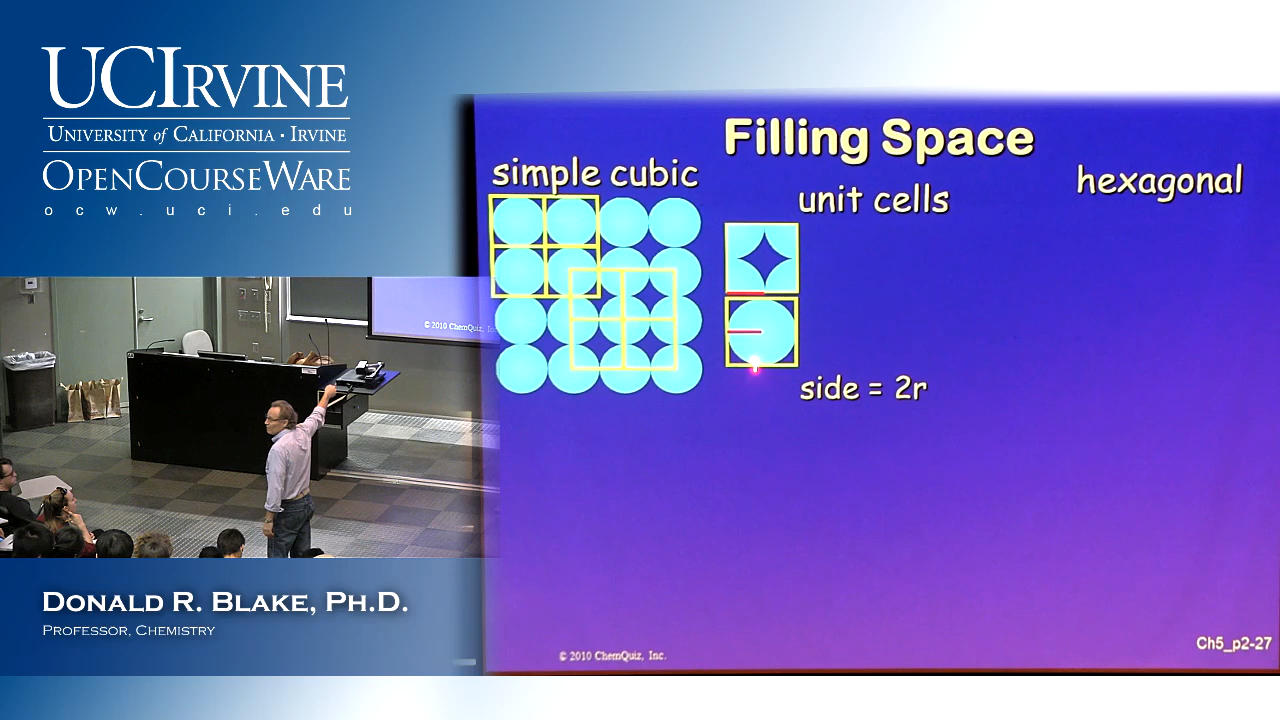 UCIRVINE
UNIVERSITY of CALIFORNIA · IRVINE
OPENCOURSEWARE
ocw.uci.edu
Filling Space
simple cubic
unit cells
hexagonal
side = 2r
© 2010 ChemQuiz, In
DONALD R. BLAKE, PH.D.
PROFESSOR, CHEMISTRY
© 2010 ChemQuiz, Inc.
Ch5_p2-27